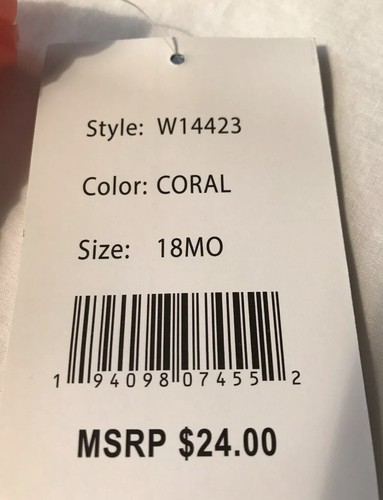 Style: W14423
Color: CORAL
Size: 18MO
1 94098 07455 2
MSRP $24.00